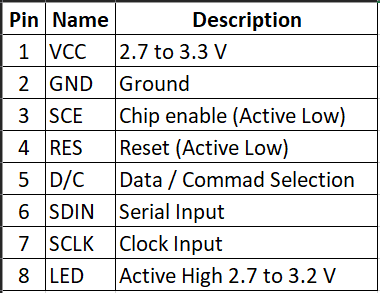 Pin Name Description
1 VCC 2.7 to 3.3 V
2 GND Ground
3 SCE Chip enable (Active Low)
4 RES Reset (Active Low)
5 D/C Data / Commad Selection
6 SDIN Serial Input
7 SCLK Clock Input
8 LED Active High 2.7 to 3.2 V